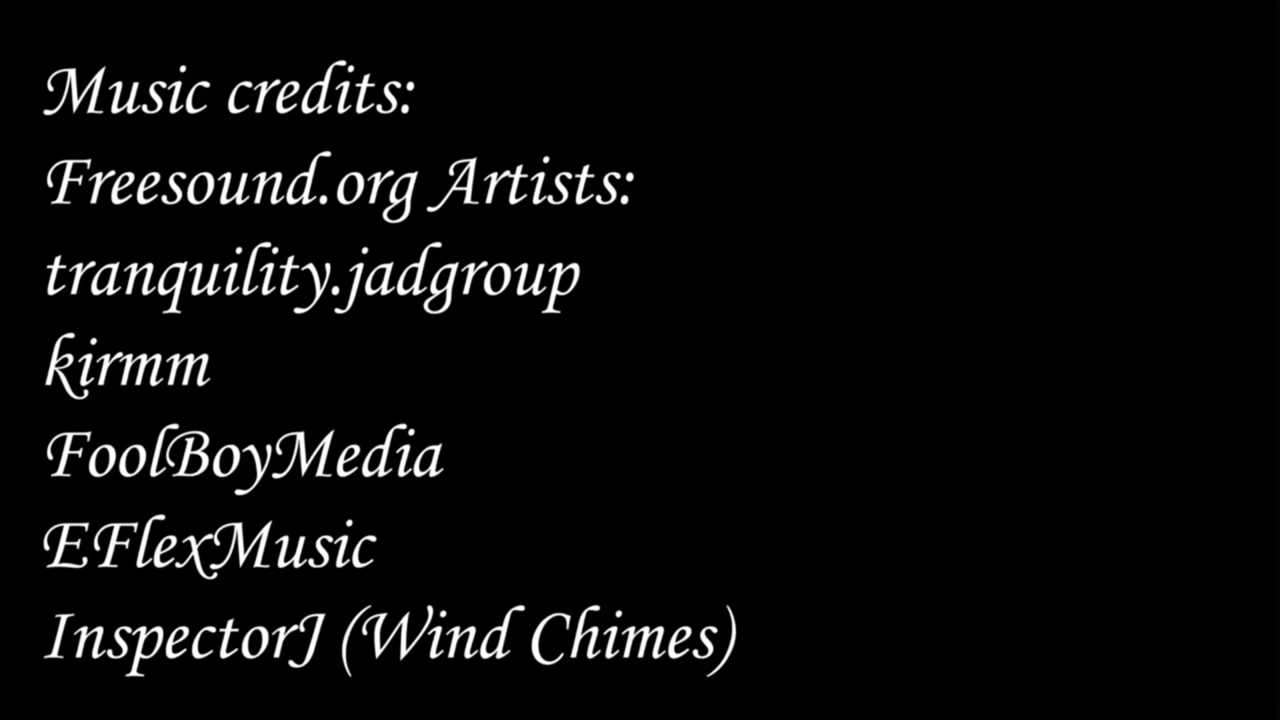 Music credits:
Freesound.org Artists:
tranquility.jadgroup
kirmm
FoolBoyMedia
EFlexMusic
InspectorJ (Wind Chimes)